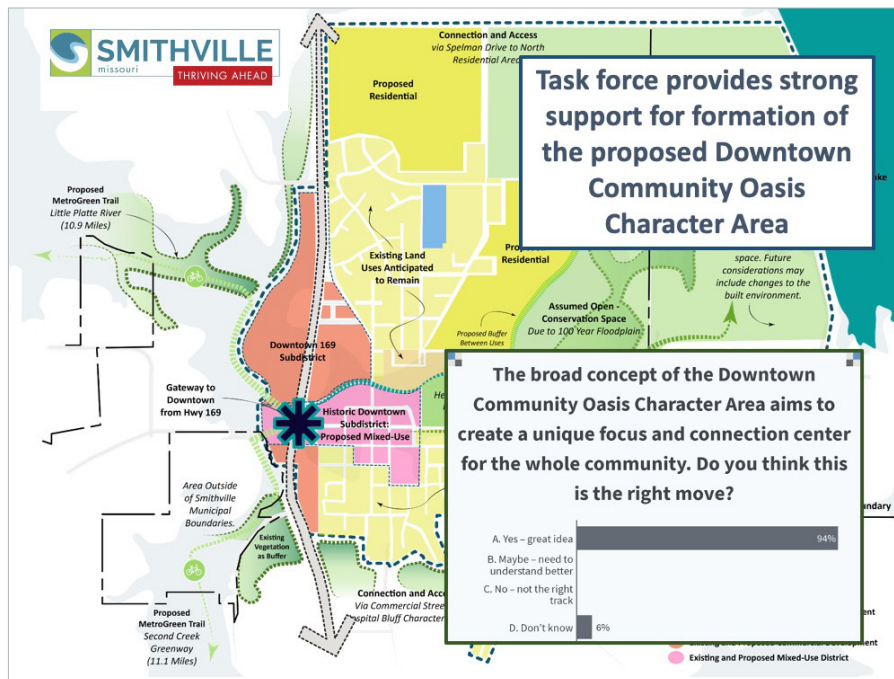 SMITHVILLE
missouri
THRIVING AHEAD
Connection and Access
via Spelman Drive to North
Residential Area
Proposed
Residential
Task force provides strong
support for formation of
the proposed Downtown
Community Oasis
Character Area
Proposed
MetroGreen Trail
Little Platte River
(10.9 Miles)
Existing Land
Uses Anticipated
to Remain
Residential
space. Future
considerations may
include changes to the
built environment.
Assumed Open
Conservation Space
Due to 100 Year Floodplain
Proposed Buffer
Between Uses
Downtown 169
Subdistrict
Gateway to
Downtown
from Hwy 169
Historic Downtown
Subdistrict:
Proposed Mixed-Use
The broad concept of the Downtown
Community Oasis Character Area aims to
create a unique focus and connection center
for the whole community. Do you think this
is the right move?
A. Yes – great idea
94%
B. Maybe – need to
understand better
C. No – not the right
track
D. Don't know
6%
Area Outside
of Smithville
Municipal
Boundaries.
Existing
Vegetation
as Buffer
Proposed
MetroGreen Trail
Second Creek
Greenway
(11.1 Miles)
Connection and
Via Commercial
Existing and Proposed Mixed-Use District